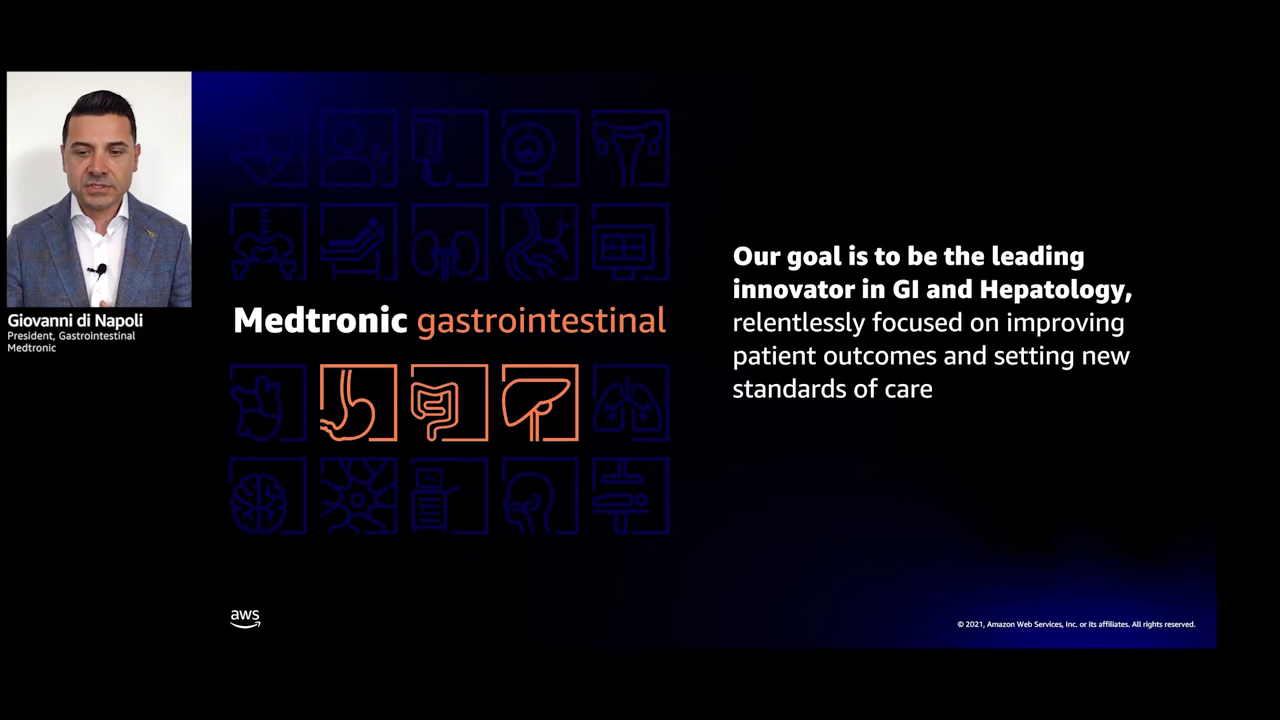 Giovanni di Napoli
President, Gastrointestinal
Medtronic
Medtronic gastrointestinal
Our goal is to be the leading
innovator in GI and Hepatology,
relentlessly focused on improving
patient outcomes and setting new
standards of care
aws
© 2021, Amazon Web Services, Inc. or its affiliates. All rights reserved.